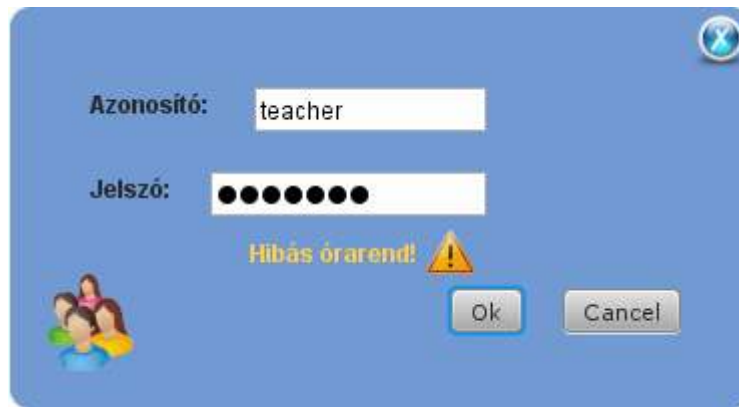 Azonosító: teacher
Jelszó: ●●●●●●●
Hibás órarend!
Ok Cancel